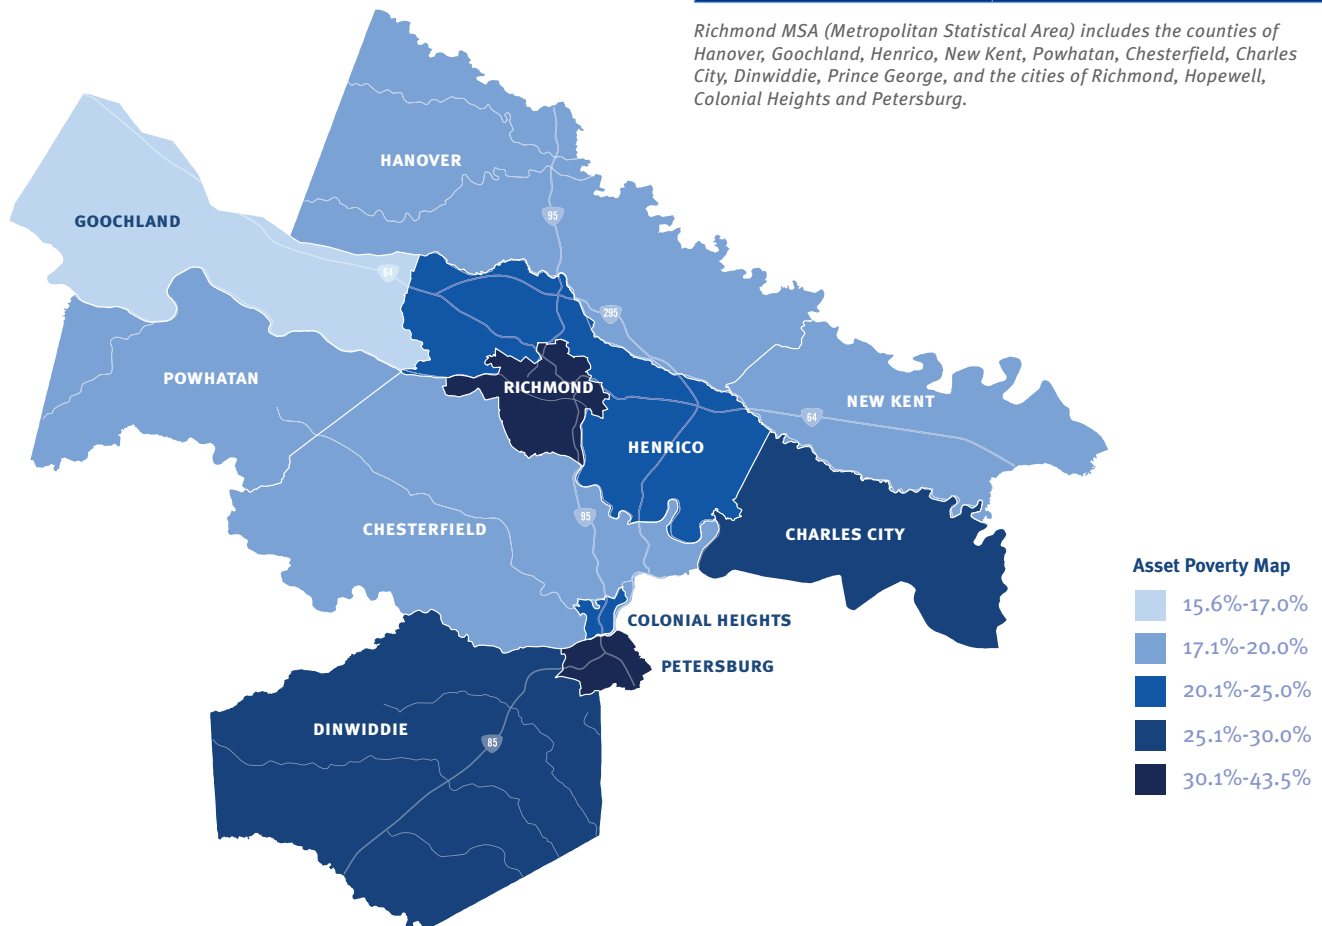 Richmond MSA (Metropolitan Statistical Area) includes the counties of
Hanover, Goochland, Henrico, New Kent, Powhatan, Chesterfield, Charles
City, Dinwiddie, Prince George, and the cities of Richmond, Hopewell,
Colonial Heights and Petersburg.
HANOVER
GOOCHLAND
95
64
295
POWHATAN
RICHMOND
NEW KENT
64
HENRICO
95
CHESTERFIELD
CHARLES CITY
COLONIAL HEIGHTS
PETERSBURG
DINWIDDIE
85
Asset Poverty Map
15.6%-17.0%
17.1%-20.0%
20.1%-25.0%
25.1%-30.0%
30.1%-43.5%